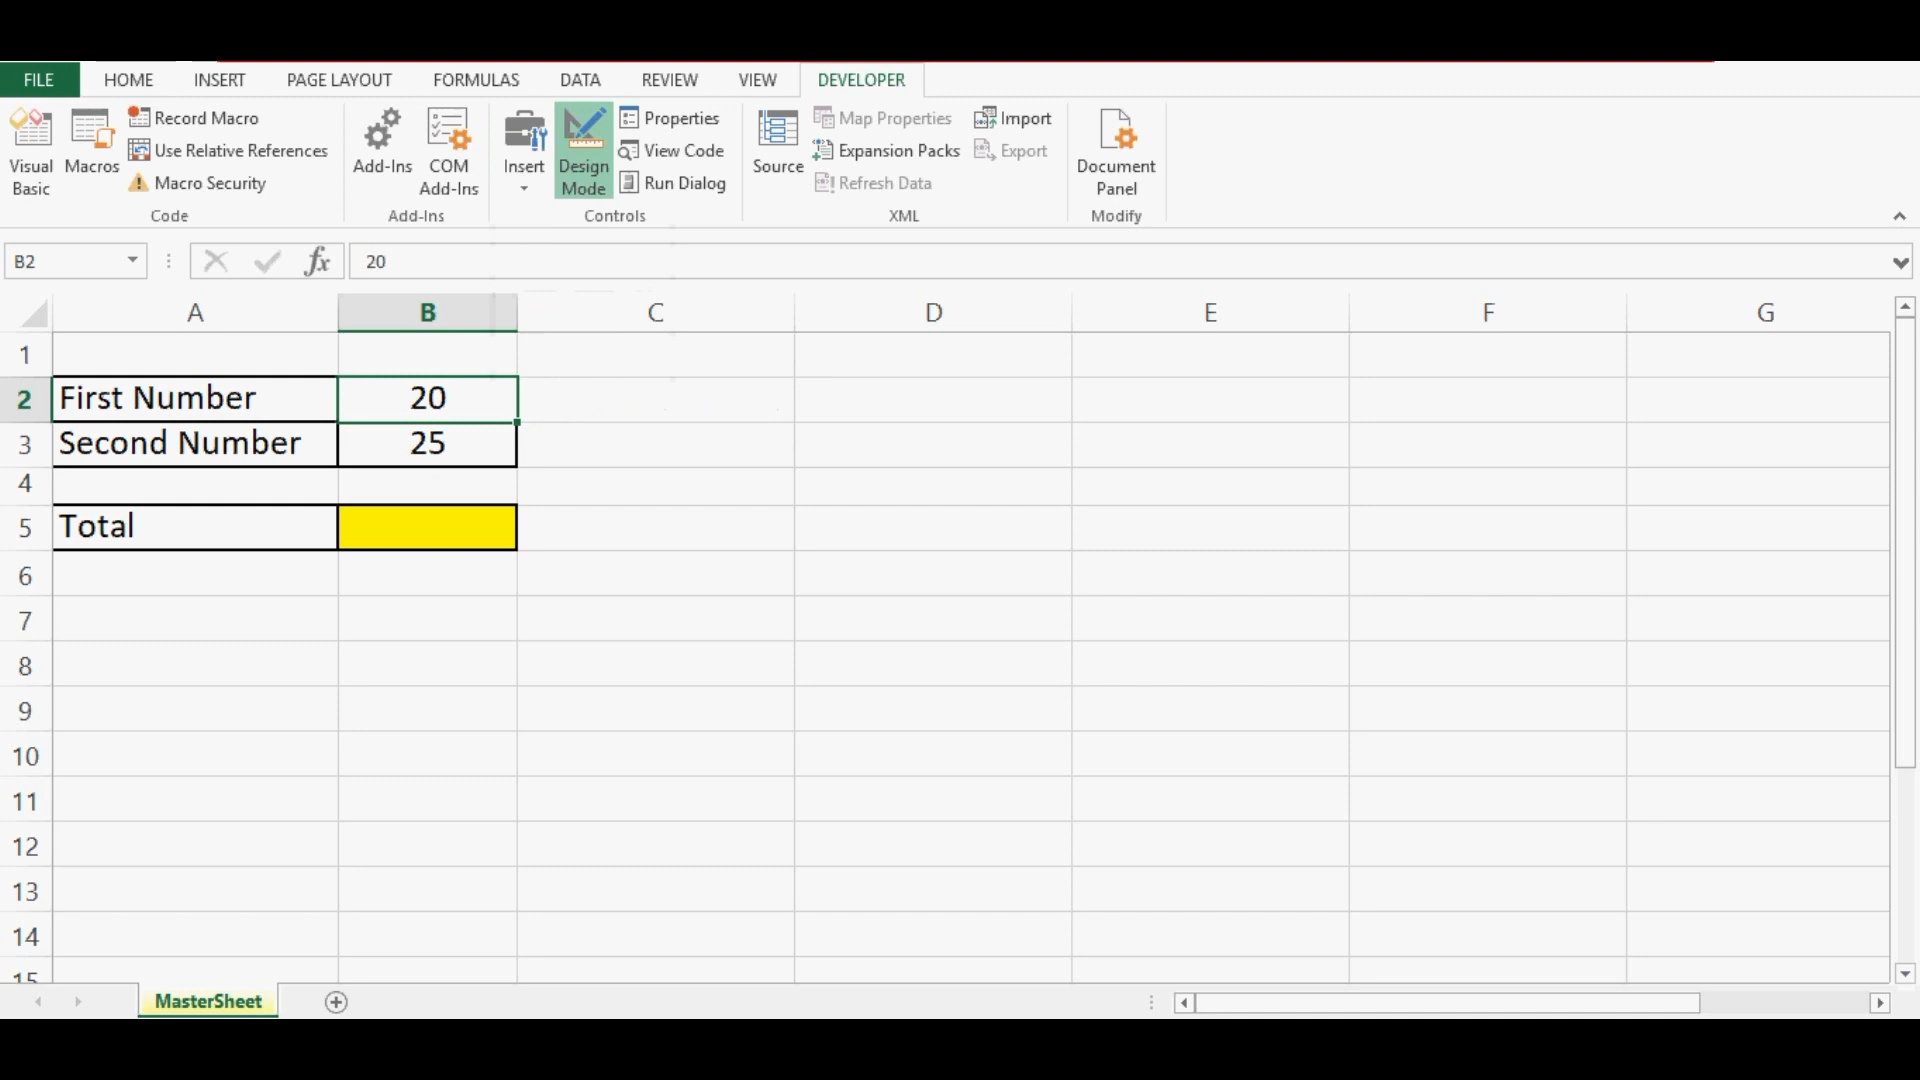 FILE HOME INSERT PAGE LAYOUT FORMULAS DATA REVIEW VIEW DEVELOPER
Visual Basic
Macros
Record Macro
Use Relative References
Macro Security
Code
Add-Ins
COM Add-Ins
Add-Ins
Insert
Design Mode
Properties
View Code
Run Dialog
Controls
Source
Map Properties
Expansion Packs
Refresh Data
Import
Export
XML
Document Panel
Modify
B2 fx 20
A B C D E F G
1
2 First Number 20
3 Second Number 25
4
5 Total
6
7
8
9
10
11
12
13
14
15
MasterSheet